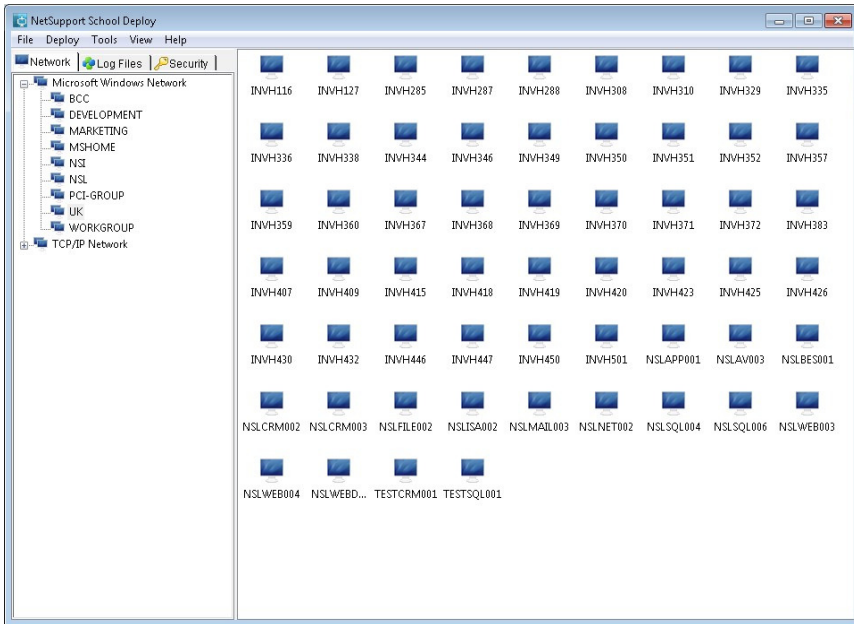 NetSupport School Deploy
File Deploy Tools View Help
Network Log Files Security
Microsoft Windows Network
BCC
DEVELOPMENT
MARKETING
MSHOME
NSI
NSL
PCI-GROUP
UK
WORKGROUP
TCP/IP Network
INVH116 INVH127 INVH285 INVH287 INVH288 INVH308 INVH310 INVH329 INVH335
INVH336 INVH338 INVH344 INVH346 INVH349 INVH350 INVH351 INVH352 INVH357
INVH359 INVH360 INVH367 INVH368 INVH369 INVH370 INVH371 INVH372 INVH383
INVH407 INVH409 INVH415 INVH418 INVH419 INVH420 INVH423 INVH425 INVH426
INVH430 INVH432 INVH446 INVH447 INVH450 INVH501 NSLAPP001 NSLAV003 NSLBES001
NSLCRM002 NSLCRM003 NSLFILE002 NSLISA002 NSLMAIL003 NSLNET002 NSLSQL004 NSLSQL006 NSLWEB003
NSLWEB004 NSLWEBD... TESTCRM001 TESTSQL001